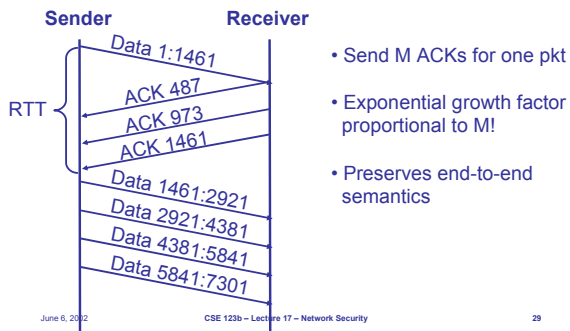 Sender
Receiver
Data 1:1461
ACK 487
ACK 973
ACK 1461
RTT
Data 1461:2921
Data 2921:4381
Data 4381:5841
Data 5841:7301
• Send M ACKs for one pkt
• Exponential growth factor
proportional to M!
• Preserves end-to-end
semantics
June 6, 2002
CSE 123b – Lecture 17 – Network Security
29